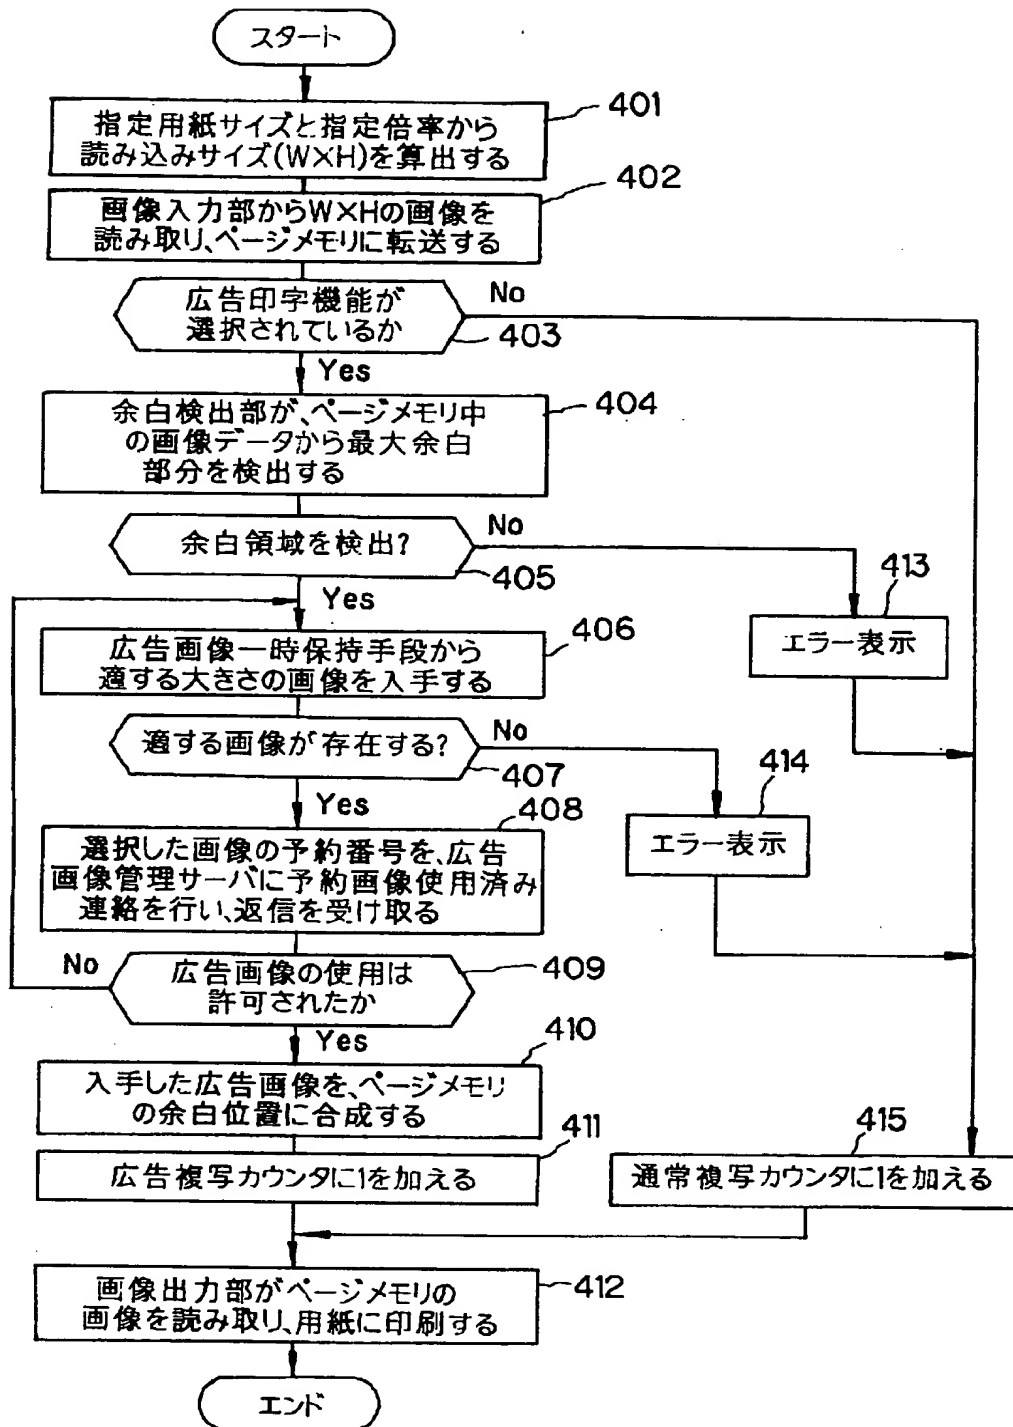 スタート
401
指定用紙サイズと指定倍率から
読み込みサイズ(W×H)を算出する
402
画像入力部からW×Hの画像を
読み取り、ページメモリに転送する
広告印字機能が
選択されているか
No
403
Yes
404
余白検出部が、ページメモリ中
の画像データから最大余白
部分を検出する
余白領域を検出?
No
405
Yes
413
エラー表示
406
広告画像一時保持手段から
適する大きさの画像を入手する
適する画像が存在する?
No
407
Yes
414
エラー表示
408
選択した画像の予約番号を、広告
画像管理サーバに予約画像使用済み
連絡を行い、返信を受け取る
No
広告画像の使用は
許可されたか
409
Yes
410
入手した広告画像を、ページメモリ
の余白位置に合成する
411
広告複写カウンタに1を加える
415
通常複写カウンタに1を加える
画像出力部がページメモリの
画像を読み取り、用紙に印刷する
412
エンド